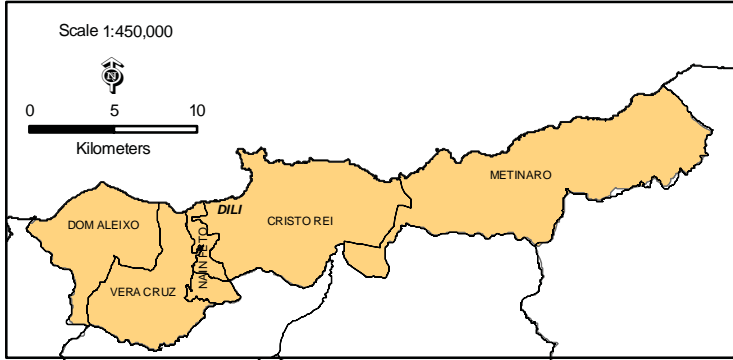 Scale 1:450,000
N
0 5 10
Kilometers
METINARO
DILI
DOM ALEIXO
CRISTO REI
NAIN FETO
VERA CRUZ